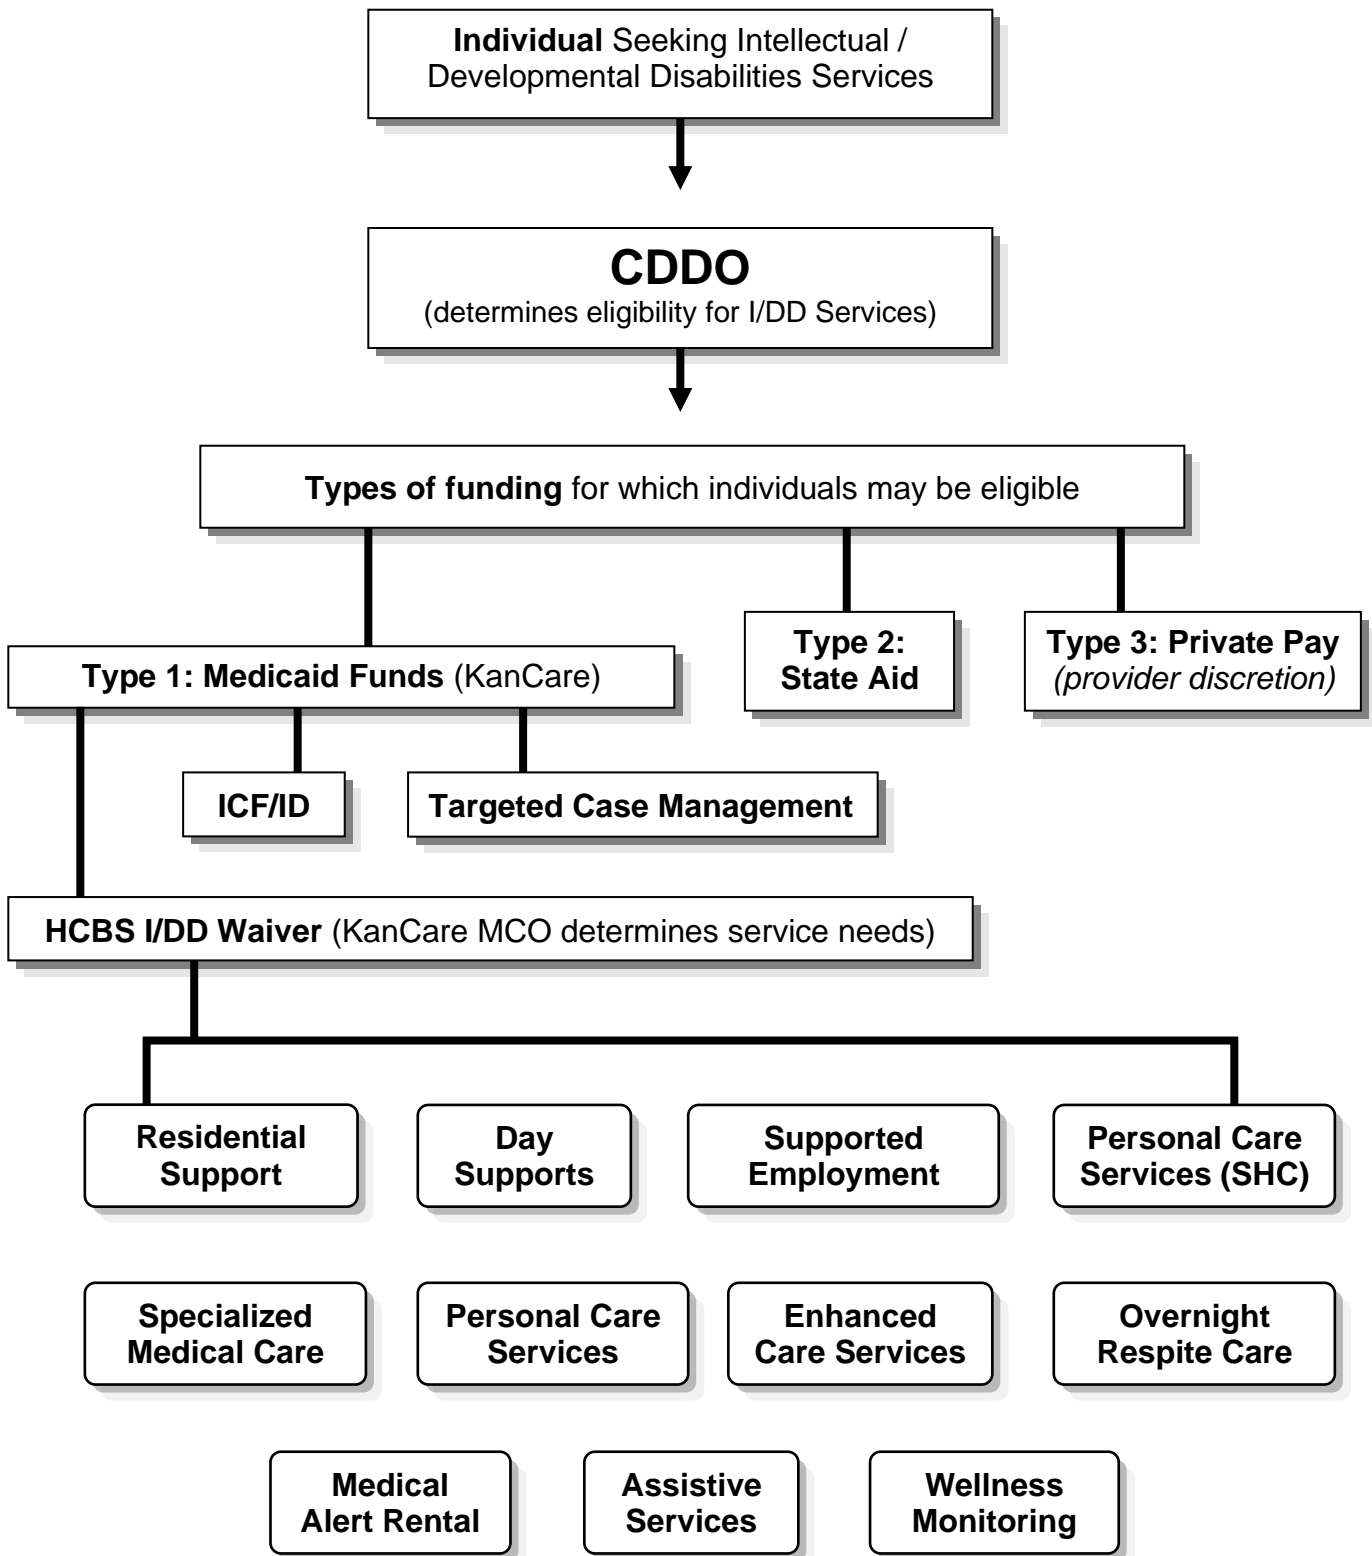 Individual Seeking Intellectual /
Developmental Disabilities Services
CDDO
(determines eligibility for I/DD Services)
Types of funding for which individuals may be eligible
Type 1: Medicaid Funds (KanCare)
Type 2:
State Aid
Type 3: Private Pay
(provider discretion)
ICF/ID
Targeted Case Management
HCBS I/DD Waiver (KanCare MCO determines service needs)
Residential
Support
Day
Supports
Supported
Employment
Personal Care
Services (SHC)
Specialized
Medical Care
Personal Care
Services
Enhanced
Care Services
Overnight
Respite Care
Medical
Alert Rental
Assistive
Services
Wellness
Monitoring